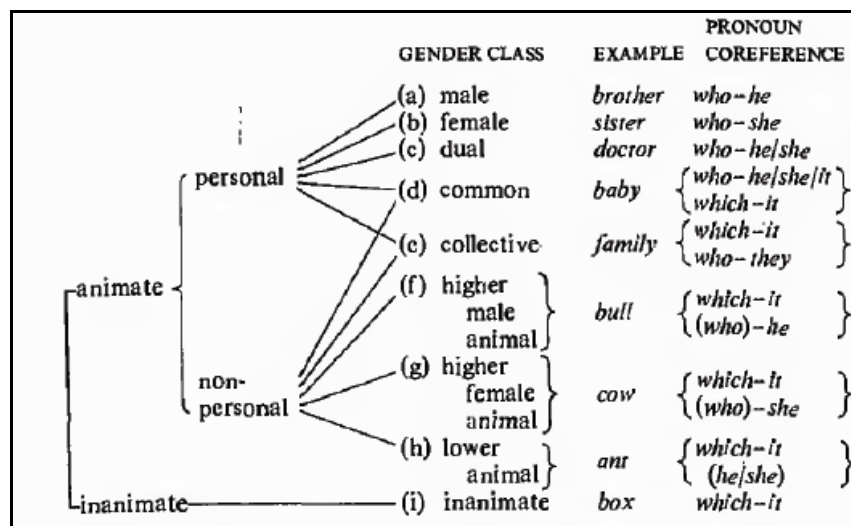 PRONOUN
GENDER CLASS EXAMPLE COREFERENCE
(a) male brother who-he
(b) female sister who-she
(c) dual doctor who-he/she
personal
(d) common baby who-he/she/it
which-it
(e) collective family which-it
who-they
animate
(f) higher
male
animal
bull which-it
(who)-he
non-
personal
(g) higher
female
animal
cow which-it
(who)-she
(h) lower
animal
ant which-it
(he/she)
inanimate (i) inanimate box which-it